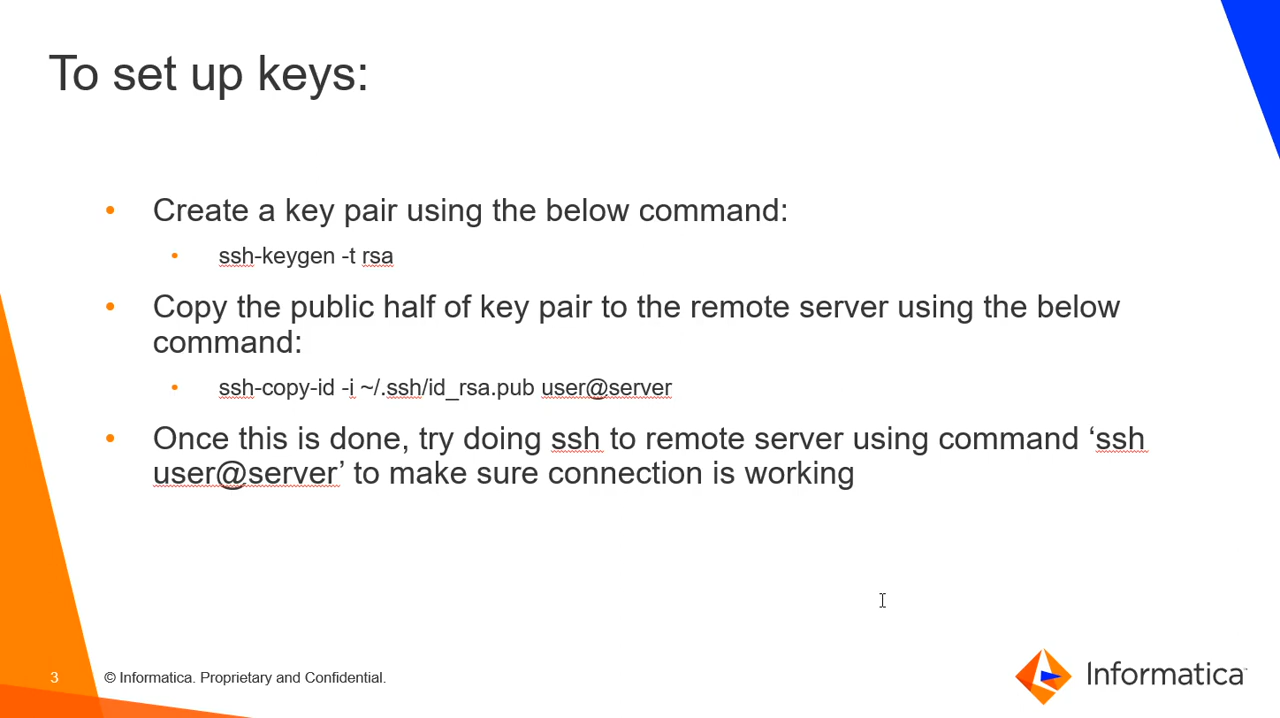 To set up keys:
• Create a key pair using the below command:
• ssh-keygen -t rsa
• Copy the public half of key pair to the remote server using the below
command:
• ssh-copy-id -i ~/.ssh/id_rsa.pub user@server
• Once this is done, try doing ssh to remote server using command ‘ssh
user@server’ to make sure connection is working
3 © Informatica. Proprietary and Confidential.
Informatica